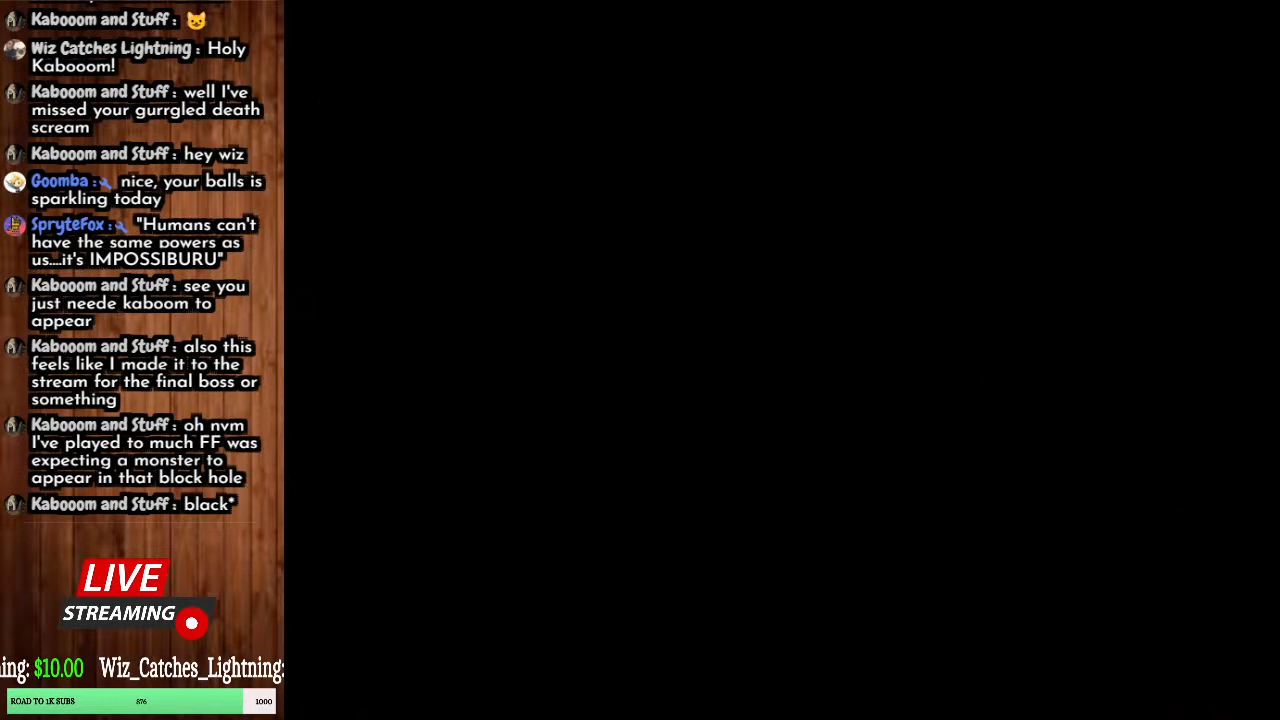 Kabooom and Stuff : 😺
Wiz Catches Lightning : Holy
Kabooom!
Kabooom and Stuff : well I've
missed your gurrgled death
scream
Kabooom and Stuff : hey wiz
Goomba : nice, your balls is
sparkling today
SpryteFox : "Humans can't
have the same powers as
us....it's IMPOSSIBURU"
Kabooom and Stuff : see you
just neede kaboom to
appear
Kabooom and Stuff : also this
feels like I made it to the
stream for the final boss or
something
Kabooom and Stuff : oh nvm
I've played to much FF was
expecting a monster to
appear in that block hole
Kabooom and Stuff : black*
LIVE
STREAMING
ning: $10.00 Wiz_Catches_Lightning:
ROAD TO 1K SUBS 876 1000